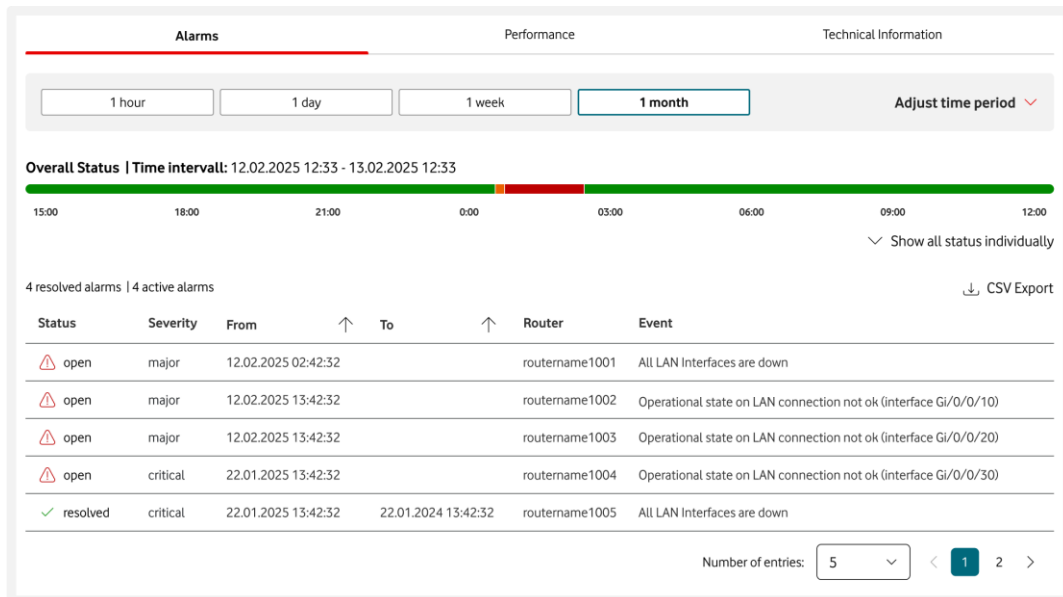 Alarms Performance Technical Information
1 hour 1 day 1 week 1 month Adjust time period
Overall Status | Time intervall: 12.02.2025 12:33 - 13.02.2025 12:33
15:00 18:00 21:00 0:00 03:00 06:00 09:00 12:00
Show all status individually
4 resolved alarms | 4 active alarms CSV Export
Status Severity From To Router Event
open major 12.02.2025 02:42:32 routername1001 All LAN Interfaces are down
open major 12.02.2025 13:42:32 routername1002 Operational state on LAN connection not ok (interface Gi/0/0/10)
open major 12.02.2025 13:42:32 routername1003 Operational state on LAN connection not ok (interface Gi/0/0/20)
open critical 22.01.2025 13:42:32 routername1004 Operational state on LAN connection not ok (interface Gi/0/0/30)
resolved critical 22.01.2025 13:42:32 22.01.2024 13:42:32 routername1005 All LAN Interfaces are down
Number of entries: 5 1 2